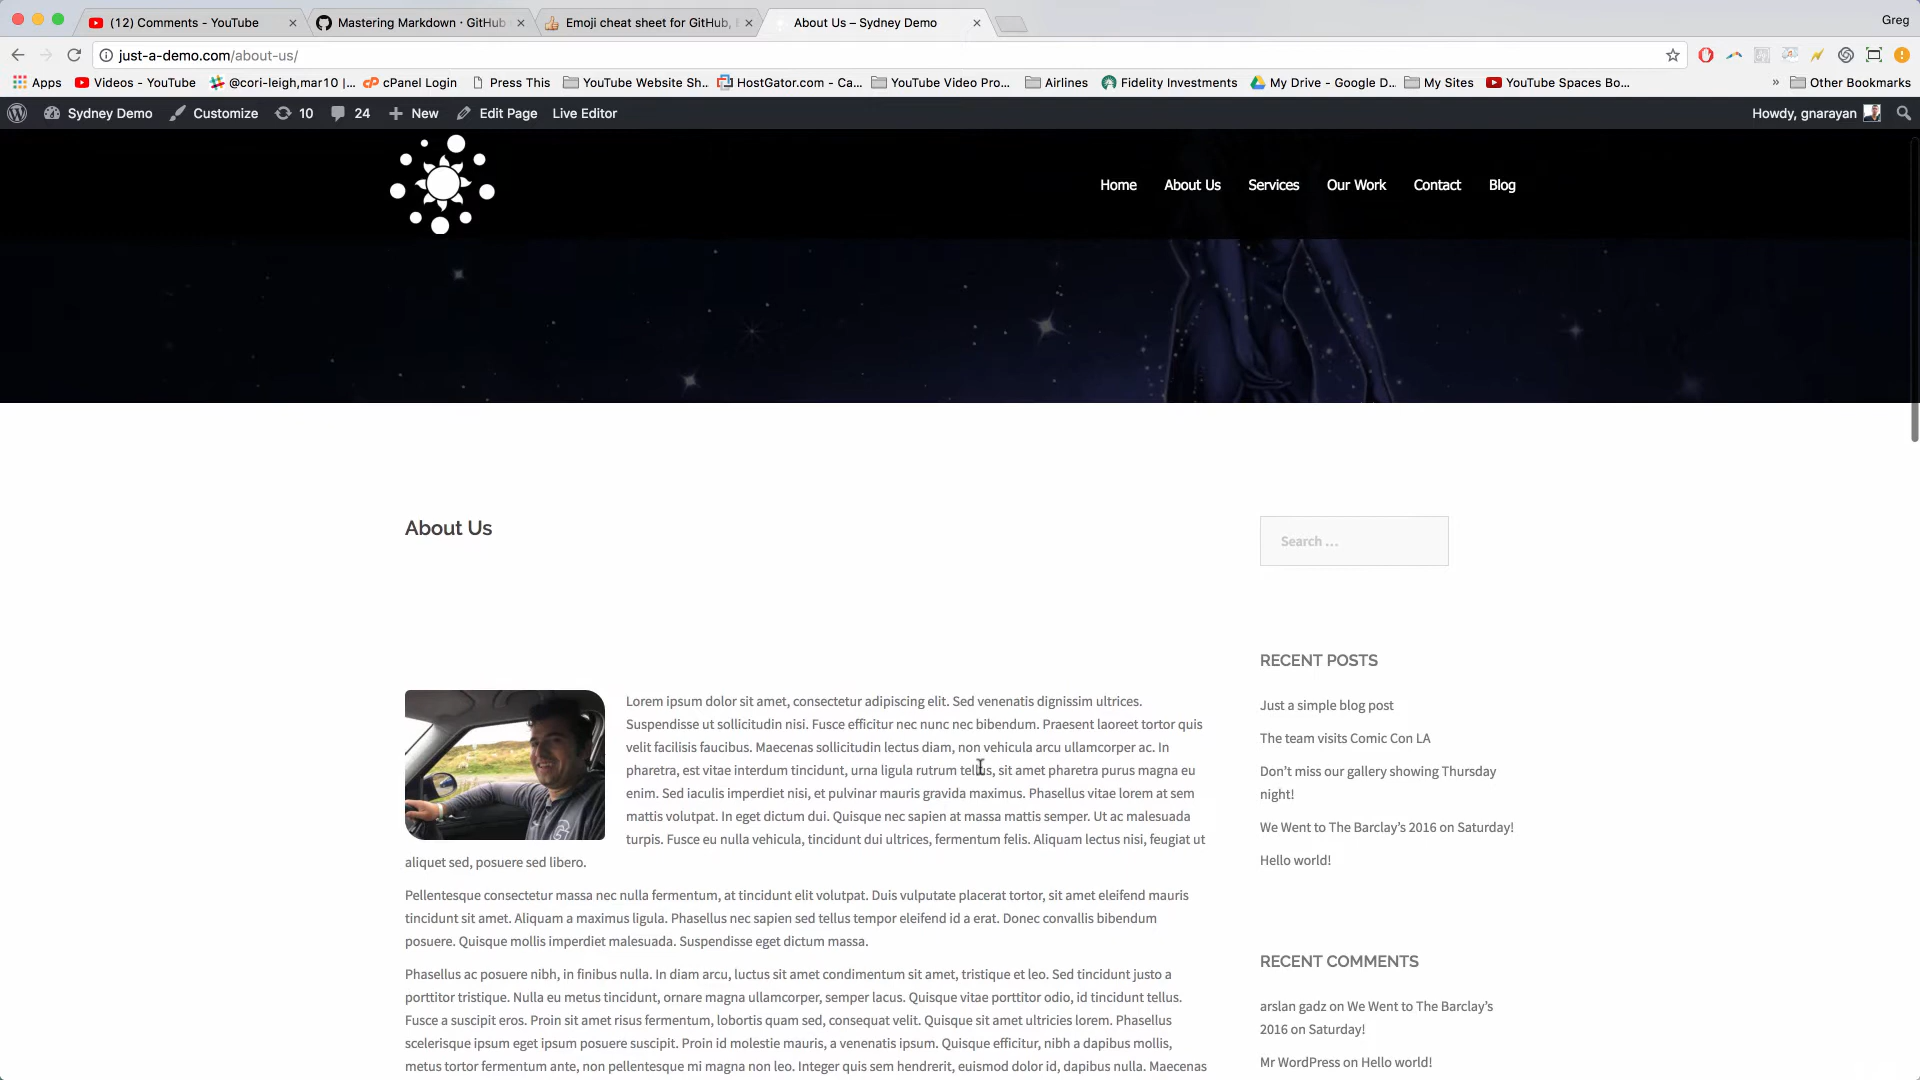 (12) Comments - YouTube
Mastering Markdown · GitHub
Emoji cheat sheet for GitHub,
About Us – Sydney Demo
Greg
just-a-demo.com/about-us/
Apps
Videos - YouTube
@cori-leigh,mar10 |...
cPanel Login
Press This
YouTube Website Sh...
HostGator.com - Ca...
YouTube Video Pro...
Airlines
Fidelity Investments
My Drive - Google D...
My Sites
YouTube Spaces Bo...
»
Other Bookmarks
Sydney Demo
Customize
10
24
New
Edit Page
Live Editor
Howdy, gnarayan
Home
About Us
Services
Our Work
Contact
Blog
About Us
Lorem ipsum dolor sit amet, consectetur adipiscing elit. Sed venenatis dignissim ultrices.
Suspendisse ut sollicitudin nisi. Fusce efficitur nec nunc nec bibendum. Praesent laoreet tortor quis
velit facilisis faucibus. Maecenas sollicitudin lectus diam, non vehicula arcu ullamcorper ac. In
pharetra, est vitae interdum tincidunt, urna ligula rutrum tellus, sit amet pharetra purus magna eu
enim. Sed iaculis imperdiet nisi, et pulvinar mauris gravida maximus. Phasellus vitae lorem at sem
mattis volutpat. In eget dictum dui. Quisque nec sapien at massa mattis semper. Ut ac malesuada
turpis. Fusce eu nulla vehicula, tincidunt dui ultrices, fermentum felis. Aliquam lectus nisi, feugiat ut
aliquet sed, posuere sed libero.
Pellentesque consectetur massa nec nulla fermentum, at tincidunt elit volutpat. Duis vulputate placerat tortor, sit amet eleifend mauris
tincidunt sit amet. Aliquam a maximus ligula. Phasellus nec sapien sed tellus tempor eleifend id a erat. Donec convallis bibendum
posuere. Quisque mollis imperdiet malesuada. Suspendisse eget dictum massa.
Phasellus ac posuere nibh, in finibus nulla. In diam arcu, luctus sit amet condimentum sit amet, tristique et leo. Sed tincidunt justo a
porttitor tristique. Nulla eu metus tincidunt, ornare magna ullamcorper, semper lacus. Quisque vitae porttitor odio, id tincidunt tellus.
Fusce a suscipit eros. Proin sit amet risus fermentum, lobortis quam sed, consequat velit. Quisque sit amet ultricies lorem. Phasellus
scelerisque ipsum eget ipsum posuere suscipit. Proin id molestie mauris, a venenatis ipsum. Quisque efficitur, nibh a dapibus mollis,
metus tortor fermentum ante, non pellentesque mi magna non leo. Integer quis sem hendrerit, euismod dolor id, dapibus nulla. Maecenas
Search ...
RECENT POSTS
Just a simple blog post
The team visits Comic Con LA
Don't miss our gallery showing Thursday
night!
We Went to The Barclay's 2016 on Saturday!
Hello world!
RECENT COMMENTS
arslan gadz on We Went to The Barclay's
2016 on Saturday!
Mr WordPress on Hello world!